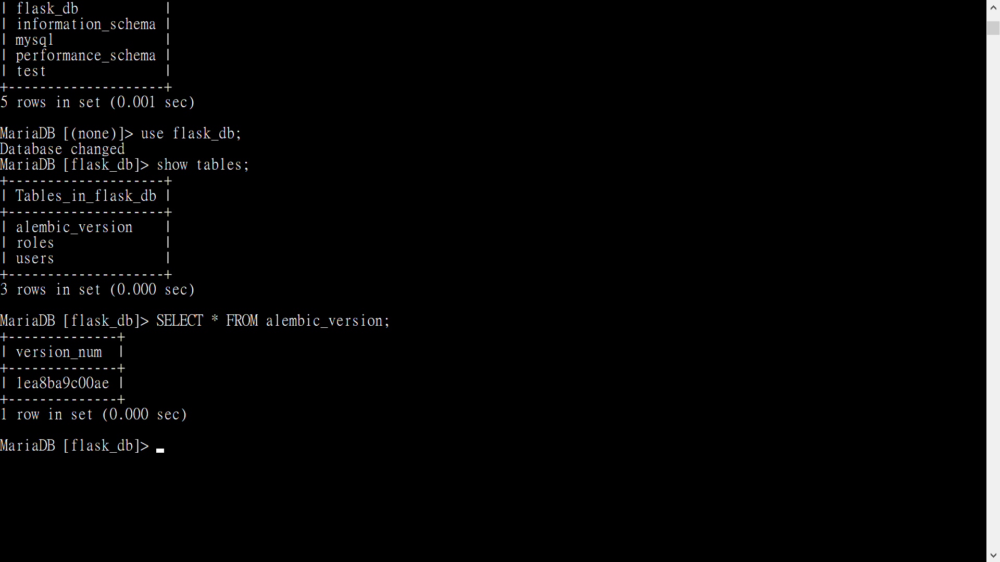 | flask_db           |
| information_schema |
| mysql              |
| performance_schema |
| test               |
+--------------------+
5 rows in set (0.001 sec)

MariaDB [(none)]> use flask_db;
Database changed
MariaDB [flask_db]> show tables;
+--------------------+
| Tables_in_flask_db |
+--------------------+
| alembic_version    |
| roles              |
| users              |
+--------------------+
3 rows in set (0.000 sec)

MariaDB [flask_db]> SELECT * FROM alembic_version;
+--------------+
| version_num  |
+--------------+
| 1ea8ba9c00ae |
+--------------+
1 row in set (0.000 sec)

MariaDB [flask_db]> _